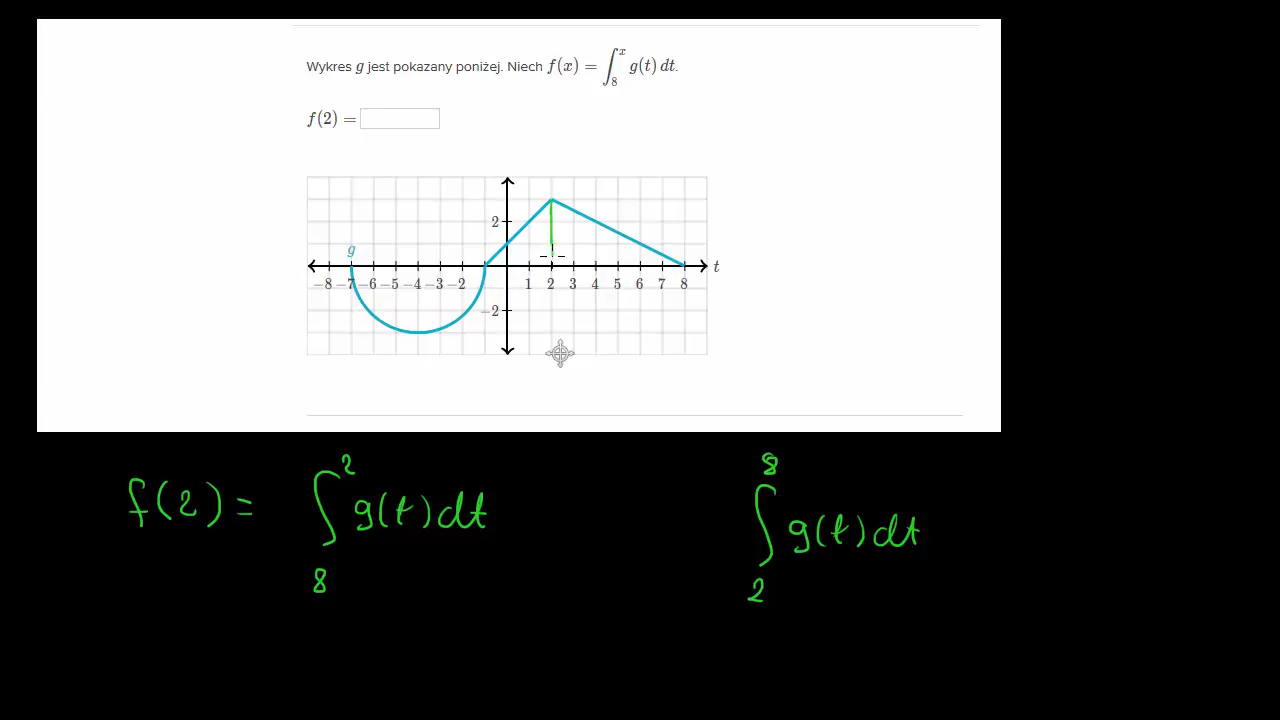 Wykres g jest pokazany poniżej. Niech f(x) = ∫₈ˣ g(t) dt.
f(2) =
2
g
t
−8 −7 −6 −5 −4 −3 −2 1 2 3 4 5 6 7 8
−2
f(2) = ∫₈² g(t)dt
∫₂⁸ g(t)dt